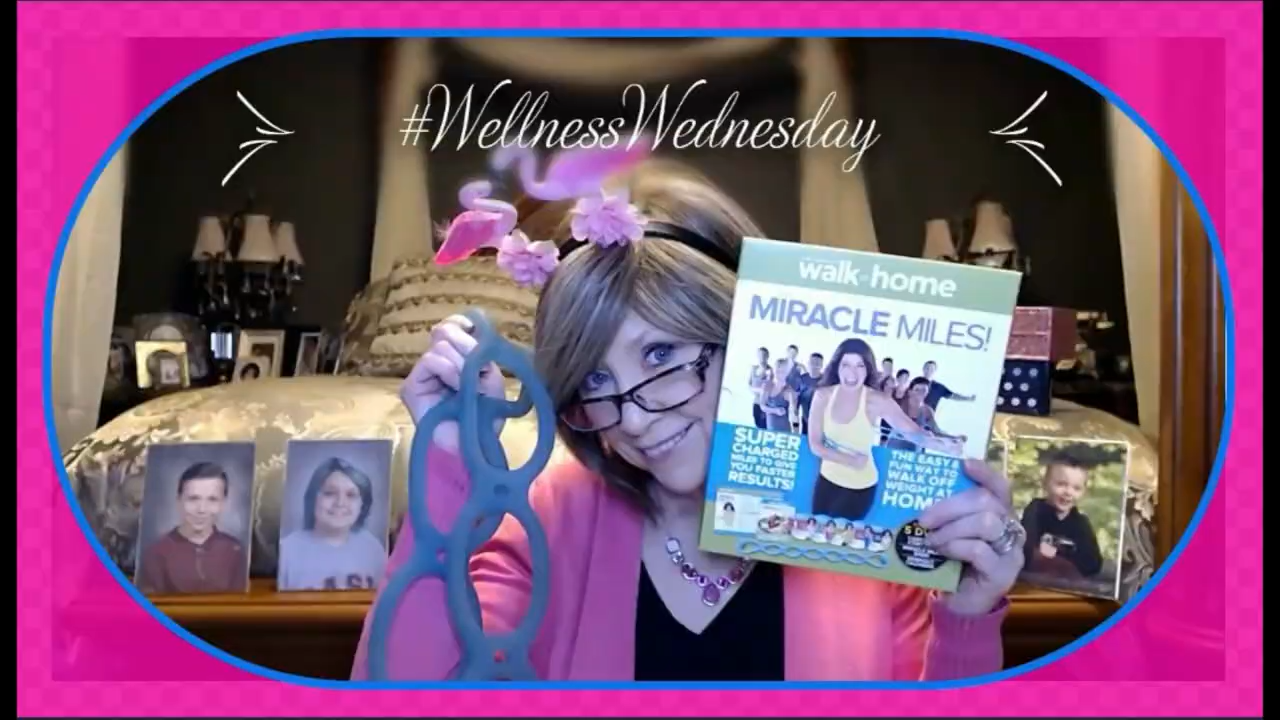 #WellnessWednesday
walk at home
MIRACLE MILES!
SUPER
CHARGED
MILES TO GIVE
YOU FASTER
RESULTS!
THE EASY &
FUN WAY TO
WALK OFF
WEIGHT AT
HOME